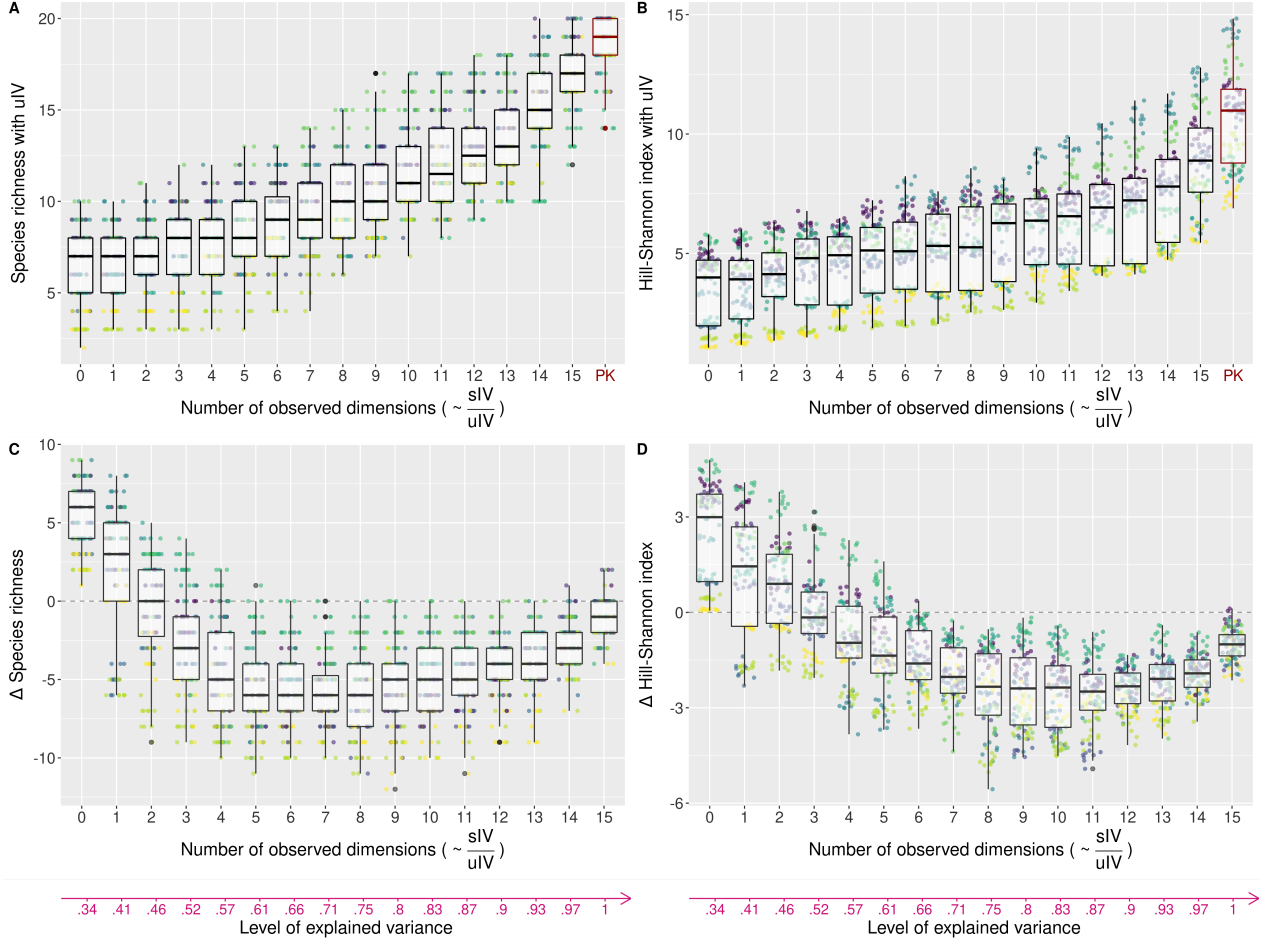 A
Species richness with uIV
20
15
10
5
0 1 2 3 4 5 6 7 8 9 10 11 12 13 14 15 PK
Number of observed dimensions ( ~ sIV / uIV )
B
Hill-Shannon index with uIV
15
10
5
0 1 2 3 4 5 6 7 8 9 10 11 12 13 14 15 PK
Number of observed dimensions ( ~ sIV / uIV )
C
Δ Species richness
10
5
0
-5
-10
0 1 2 3 4 5 6 7 8 9 10 11 12 13 14 15
Number of observed dimensions ( ~ sIV / uIV )
D
Δ Hill-Shannon index
3
0
-3
-6
0 1 2 3 4 5 6 7 8 9 10 11 12 13 14 15
Number of observed dimensions ( ~ sIV / uIV )
.34 .41 .46 .52 .57 .61 .66 .71 .75 .8 .83 .87 .9 .93 .97 1
Level of explained variance
.34 .41 .46 .52 .57 .61 .66 .71 .75 .8 .83 .87 .9 .93 .97 1
Level of explained variance